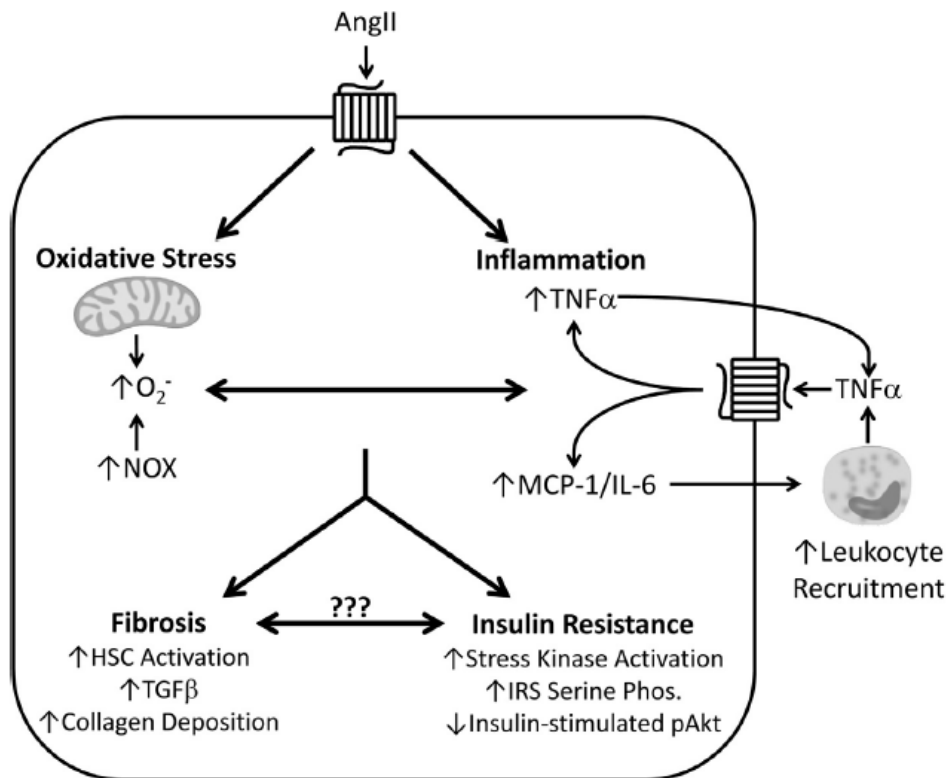 AngII
Oxidative Stress
Inflammation
↑TNFα
↑O₂⁻
TNFα
↑NOX
↑MCP-1/IL-6
↑Leukocyte
Recruitment
???
Fibrosis
Insulin Resistance
↑HSC Activation
↑Stress Kinase Activation
↑TGFβ
↑IRS Serine Phos.
↑Collagen Deposition
↓Insulin-stimulated pAkt